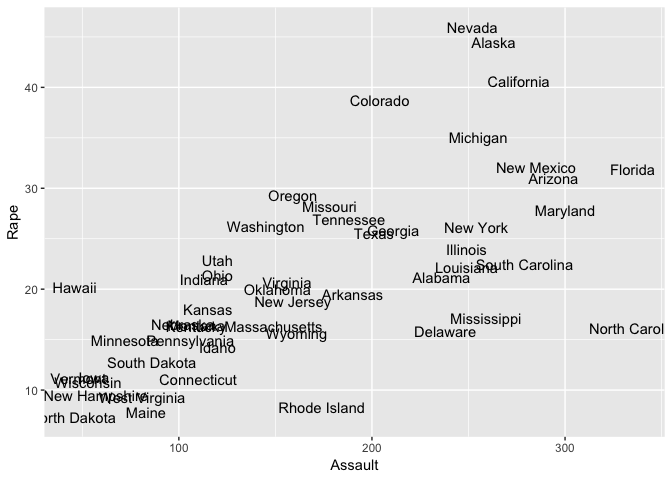 Nevada
Alaska
California
40
Colorado
Michigan
New Mexico
Florida
Arizona
30
Oregon
Missouri
Maryland
Tennessee
Washington
Georgia
Texas
New York
Rape
Illinois
Utah
South Carolina
Louisiana
Ohio
Indiana
Alabama
Virginia
Hawaii
20
Oklahoma
Arkansas
New Jersey
Kansas
Mississippi
Nebraska
Kentucky
Massachusetts
North Carol
Delaware
Wyoming
Minnesota
Pennsylvania
Idaho
South Dakota
Iowa
Vermont
Wisconsin
Connecticut
10
New Hampshire
West Virginia
Rhode Island
Maine
orth Dakota
100
200
300
Assault